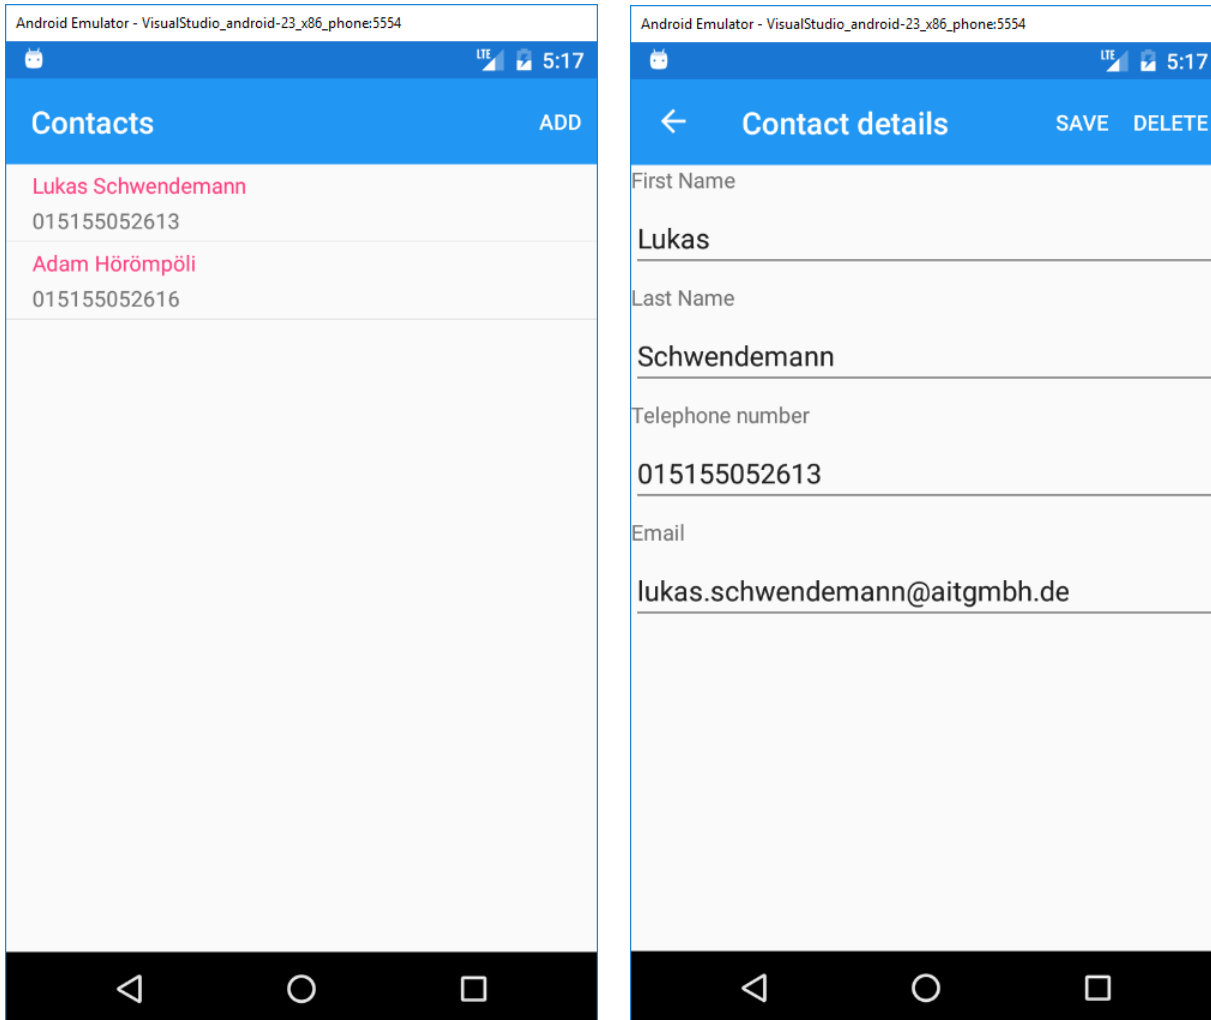 Android Emulator - VisualStudio_android-23_x86_phone:5554
LTE 5:17
Contacts ADD
Lukas Schwendemann
015155052613
Adam Hörömpöli
015155052616
Android Emulator - VisualStudio_android-23_x86_phone:5554
LTE 5:17
Contact details SAVE DELETE
First Name
Lukas
Last Name
Schwendemann
Telephone number
015155052613
Email
lukas.schwendemann@aitgmbh.de